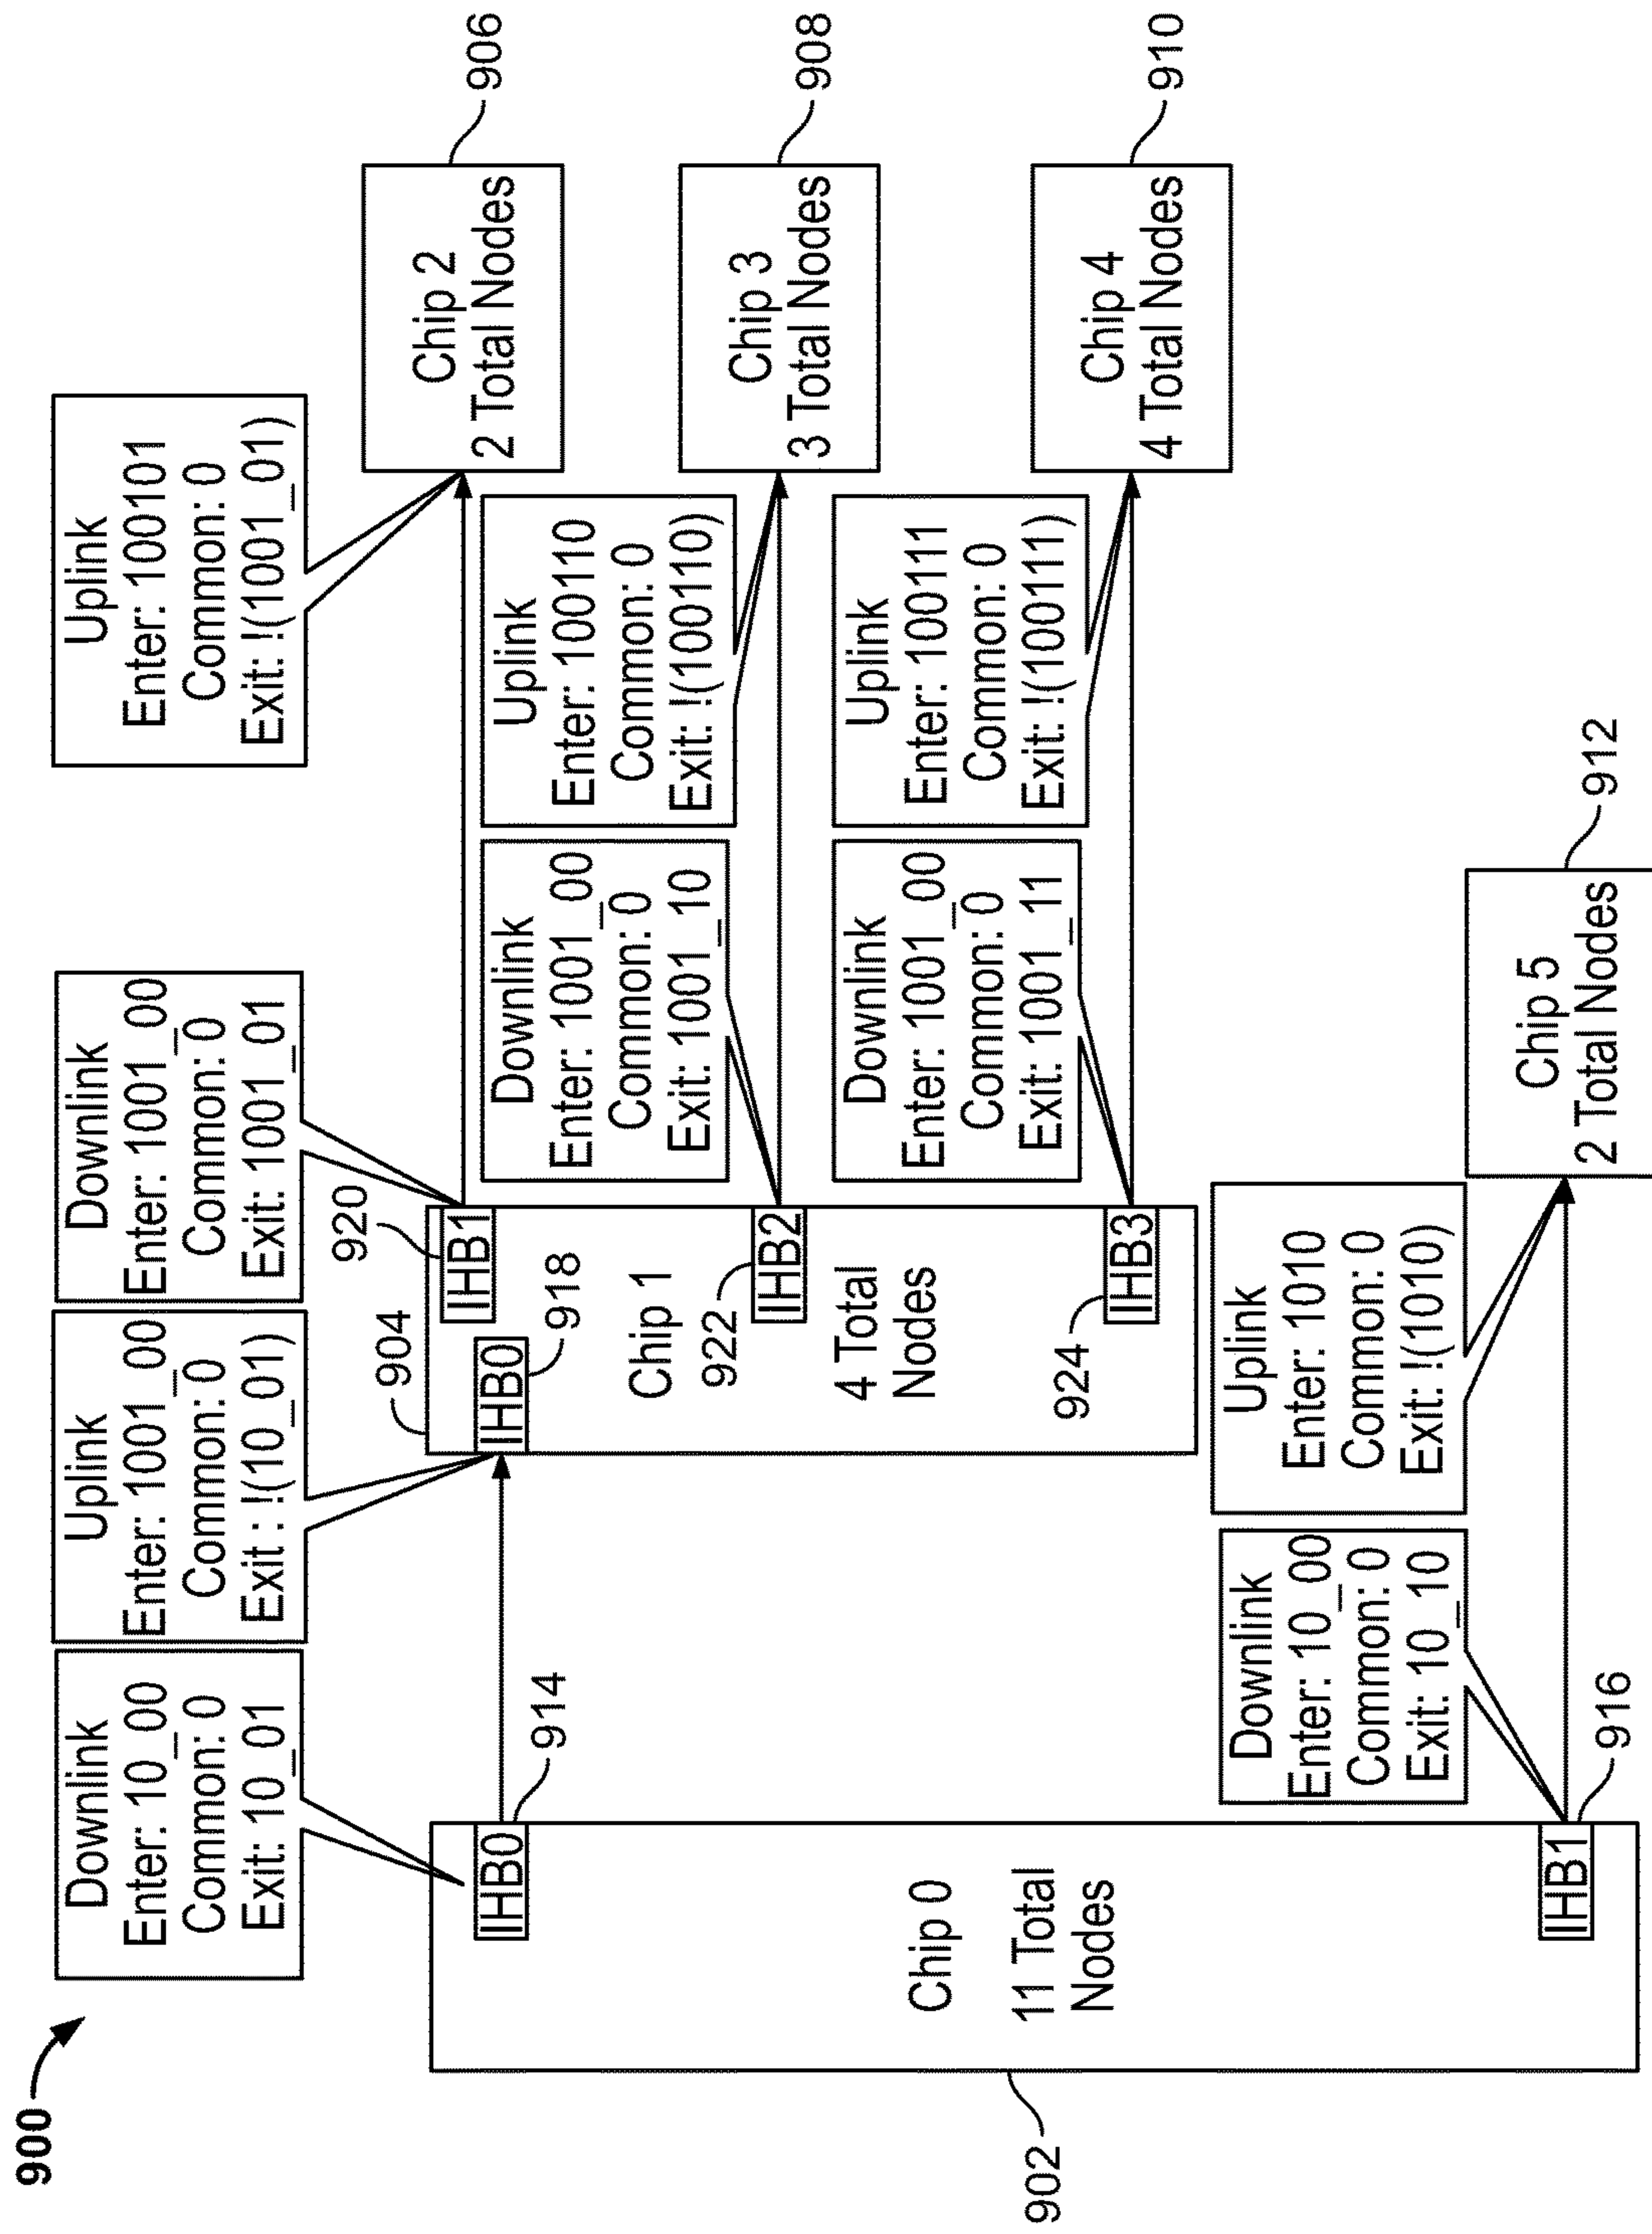 900
Downlink
Enter: 10_00
Common: 0
Exit: 10_01
Uplink
Enter: 1001_00
Common: 0
Exit : !(10_01)
Downlink
Enter: 1001_00
Common: 0
Exit: 1001_01
Uplink
Enter: 100101
Common: 0
Exit: !(1001_01)
902
Chip 0
11 Total
Nodes
IHB0
914
IHB1
916
904
IHB0
918
920
IHB1
Chip 1
4 Total
Nodes
922
IHB2
924
IHB3
Downlink
Enter: 1001_00
Common: 0
Exit: 1001_10
Uplink
Enter: 100110
Common: 0
Exit: !(100110)
Downlink
Enter: 1001_00
Common: 0
Exit: 1001_11
Uplink
Enter: 100111
Common: 0
Exit: !(100111)
Chip 2
2 Total Nodes
906
Chip 3
3 Total Nodes
908
Chip 4
4 Total Nodes
910
Downlink
Enter: 10_00
Common: 0
Exit: 10_10
Uplink
Enter: 1010
Common: 0
Exit: !(1010)
Chip 5
2 Total Nodes
912